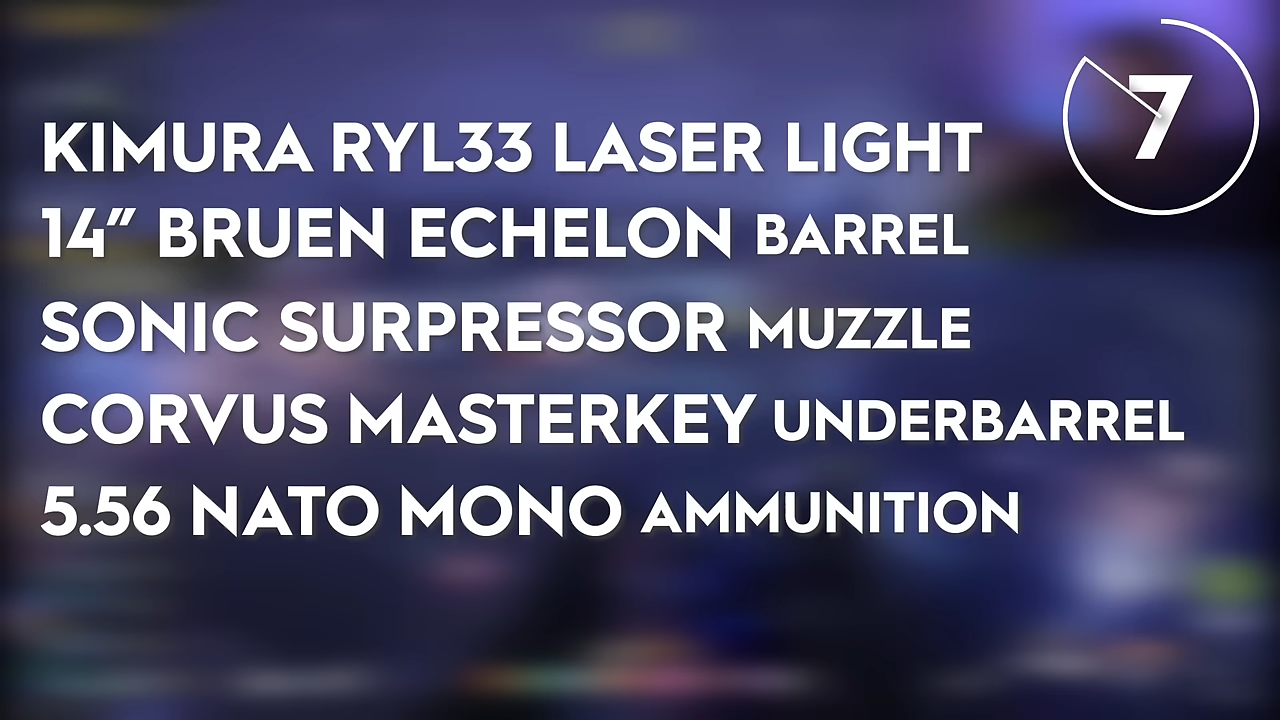 KIMURA RYL33 LASER LIGHT
7
14” BRUEN ECHELON BARREL
SONIC SURPRESSOR MUZZLE
CORVUS MASTERKEY UNDERBARREL
5.56 NATO MONO AMMUNITION